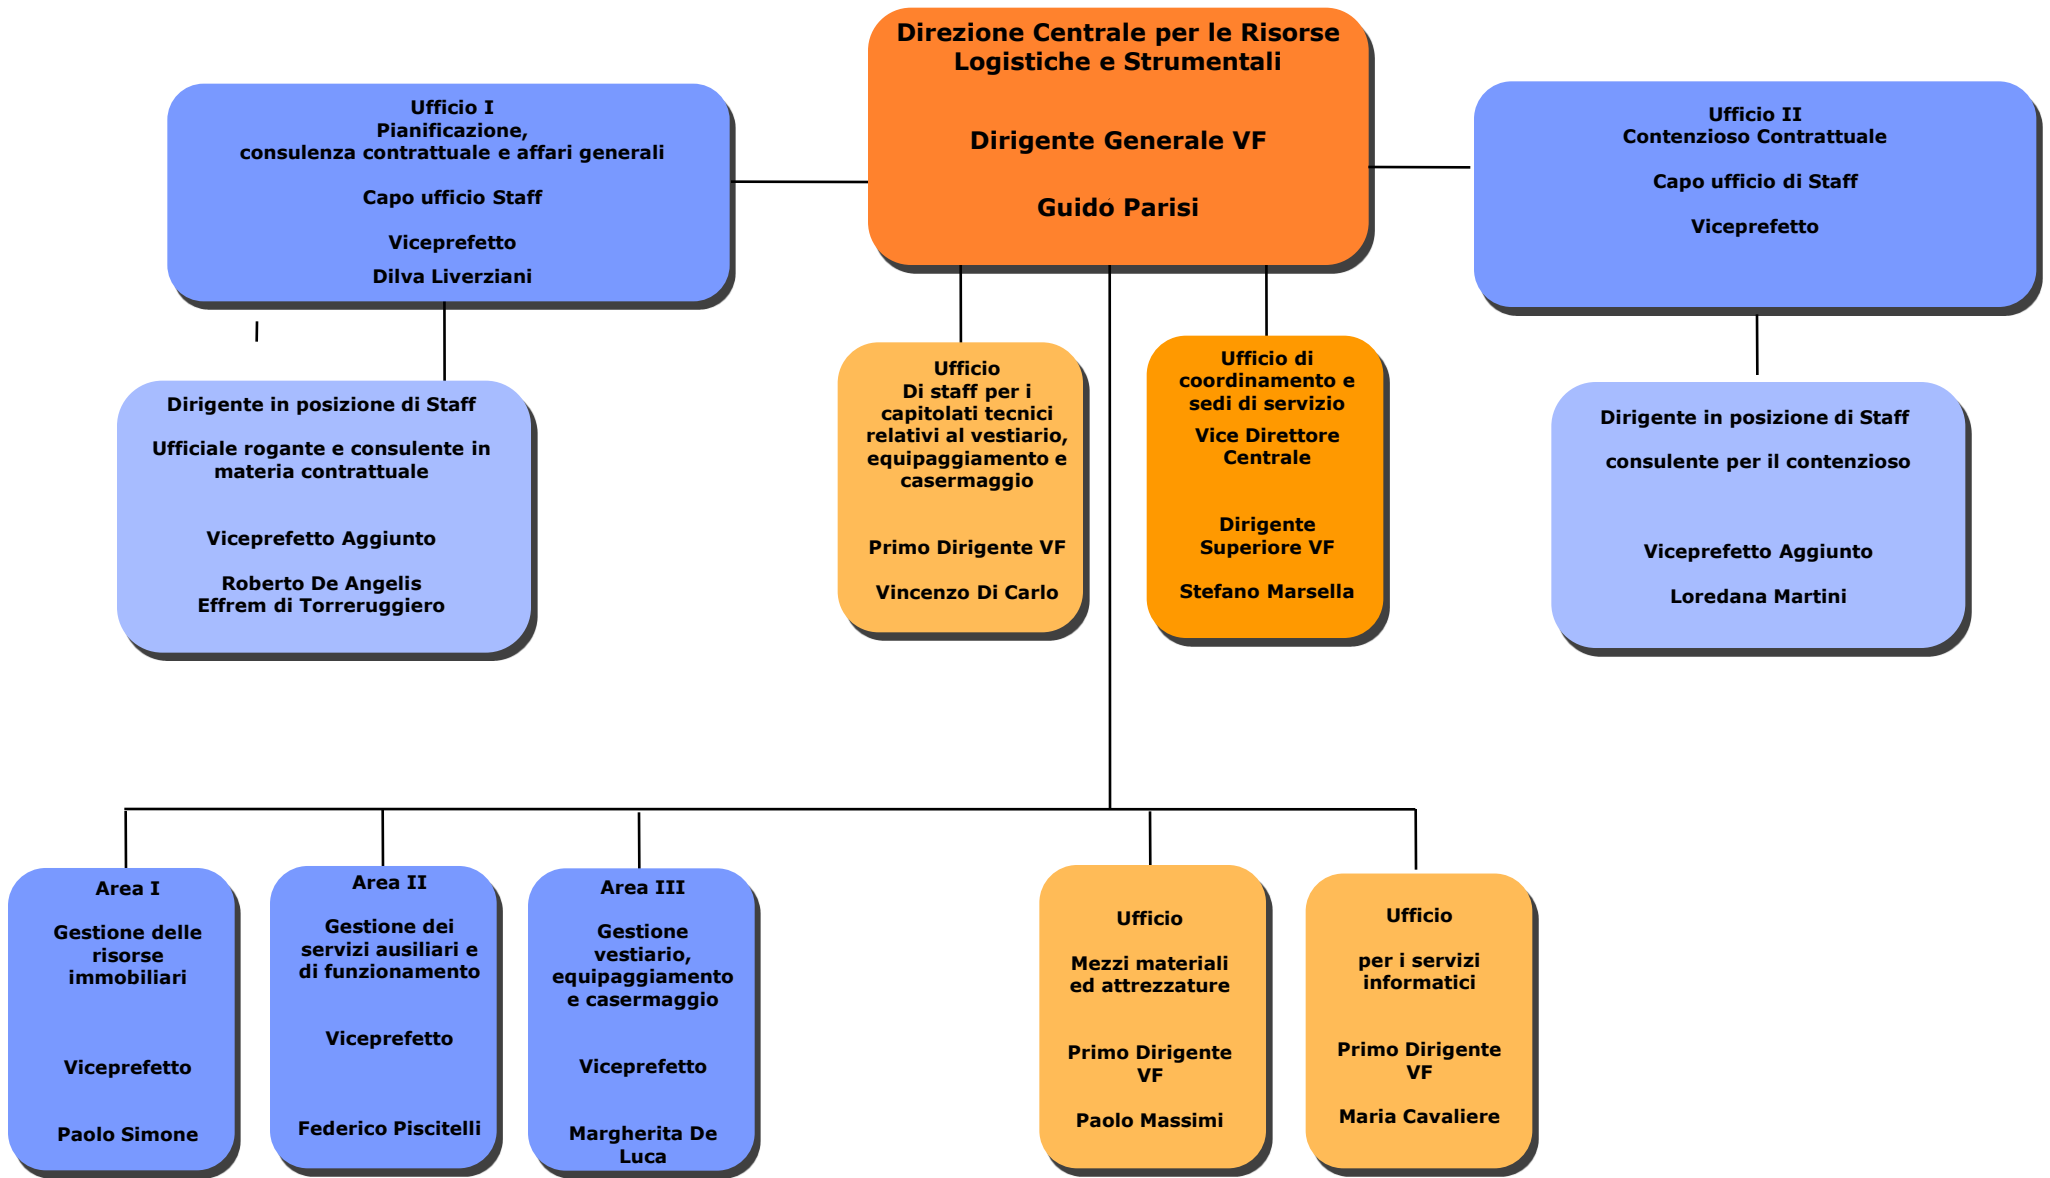 Direzione Centrale per le Risorse
Logistiche e Strumentali
Dirigente Generale VF
Guido Parisi
Ufficio I
Pianificazione,
consulenza contrattuale e affari generali
Capo ufficio Staff
Viceprefetto
Dilva Liverziani
Ufficio II
Contenzioso Contrattuale
Capo ufficio di Staff
Viceprefetto
Dirigente in posizione di Staff
Ufficiale rogante e consulente in
materia contrattuale
Viceprefetto Aggiunto
Roberto De Angelis
Effrem di Torreruggiero
Ufficio
Di staff per i
capitolati tecnici
relativi al vestiario,
equipaggiamento e
casermaggio
Primo Dirigente VF
Vincenzo Di Carlo
Ufficio di
coordinamento e
sedi di servizio
Vice Direttore
Centrale
Dirigente
Superiore VF
Stefano Marsella
Dirigente in posizione di Staff
consulente per il contenzioso
Viceprefetto Aggiunto
Loredana Martini
Area I
Gestione delle
risorse
immobiliari
Viceprefetto
Paolo Simone
Area II
Gestione dei
servizi ausiliari e
di funzionamento
Viceprefetto
Federico Piscitelli
Area III
Gestione
vestiario,
equipaggiamento
e casermaggio
Viceprefetto
Margherita De
Luca
Ufficio
Mezzi materiali
ed attrezzature
Primo Dirigente
VF
Paolo Massimi
Ufficio
per i servizi
informatici
Primo Dirigente
VF
Maria Cavaliere